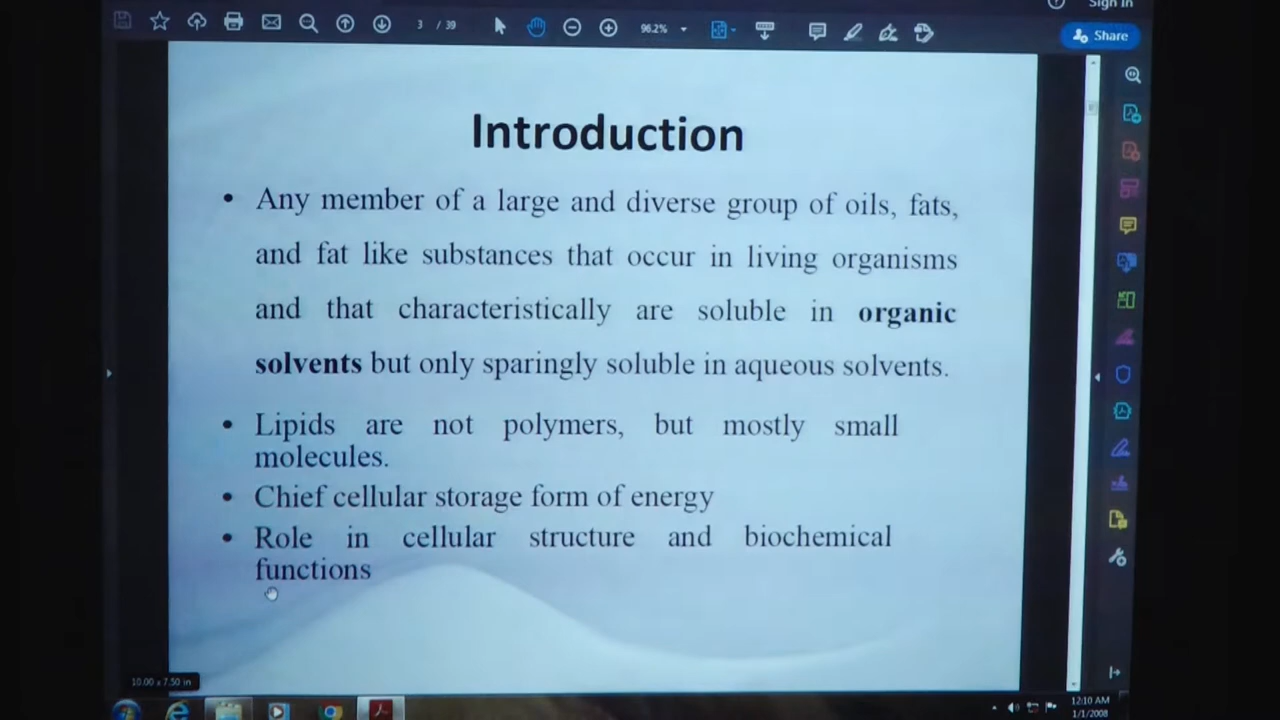 Sign In
3 / 39
96.2%
Share
Introduction
• Any member of a large and diverse group of oils, fats,
and fat like substances that occur in living organisms
and that characteristically are soluble in organic
solvents but only sparingly soluble in aqueous solvents.
• Lipids are not polymers, but mostly small
molecules.
• Chief cellular storage form of energy
• Role in cellular structure and biochemical
functions
10.00 x 7.50 in
12:10 AM
1/1/2008